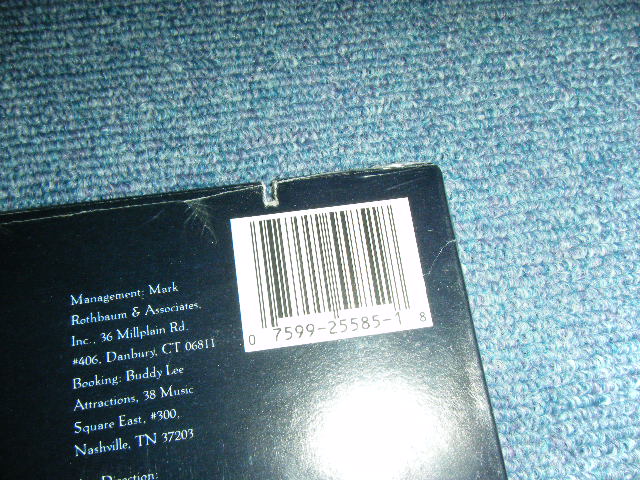 Management: Mark
Rothbaum & Associates,
Inc., 36 Millplain Rd.
#406, Danbury, CT 06811
Booking: Buddy Lee
Attractions, 38 Music
Square East, #300,
Nashville, TN 37203
Direction:
0 7599-25585-1 8